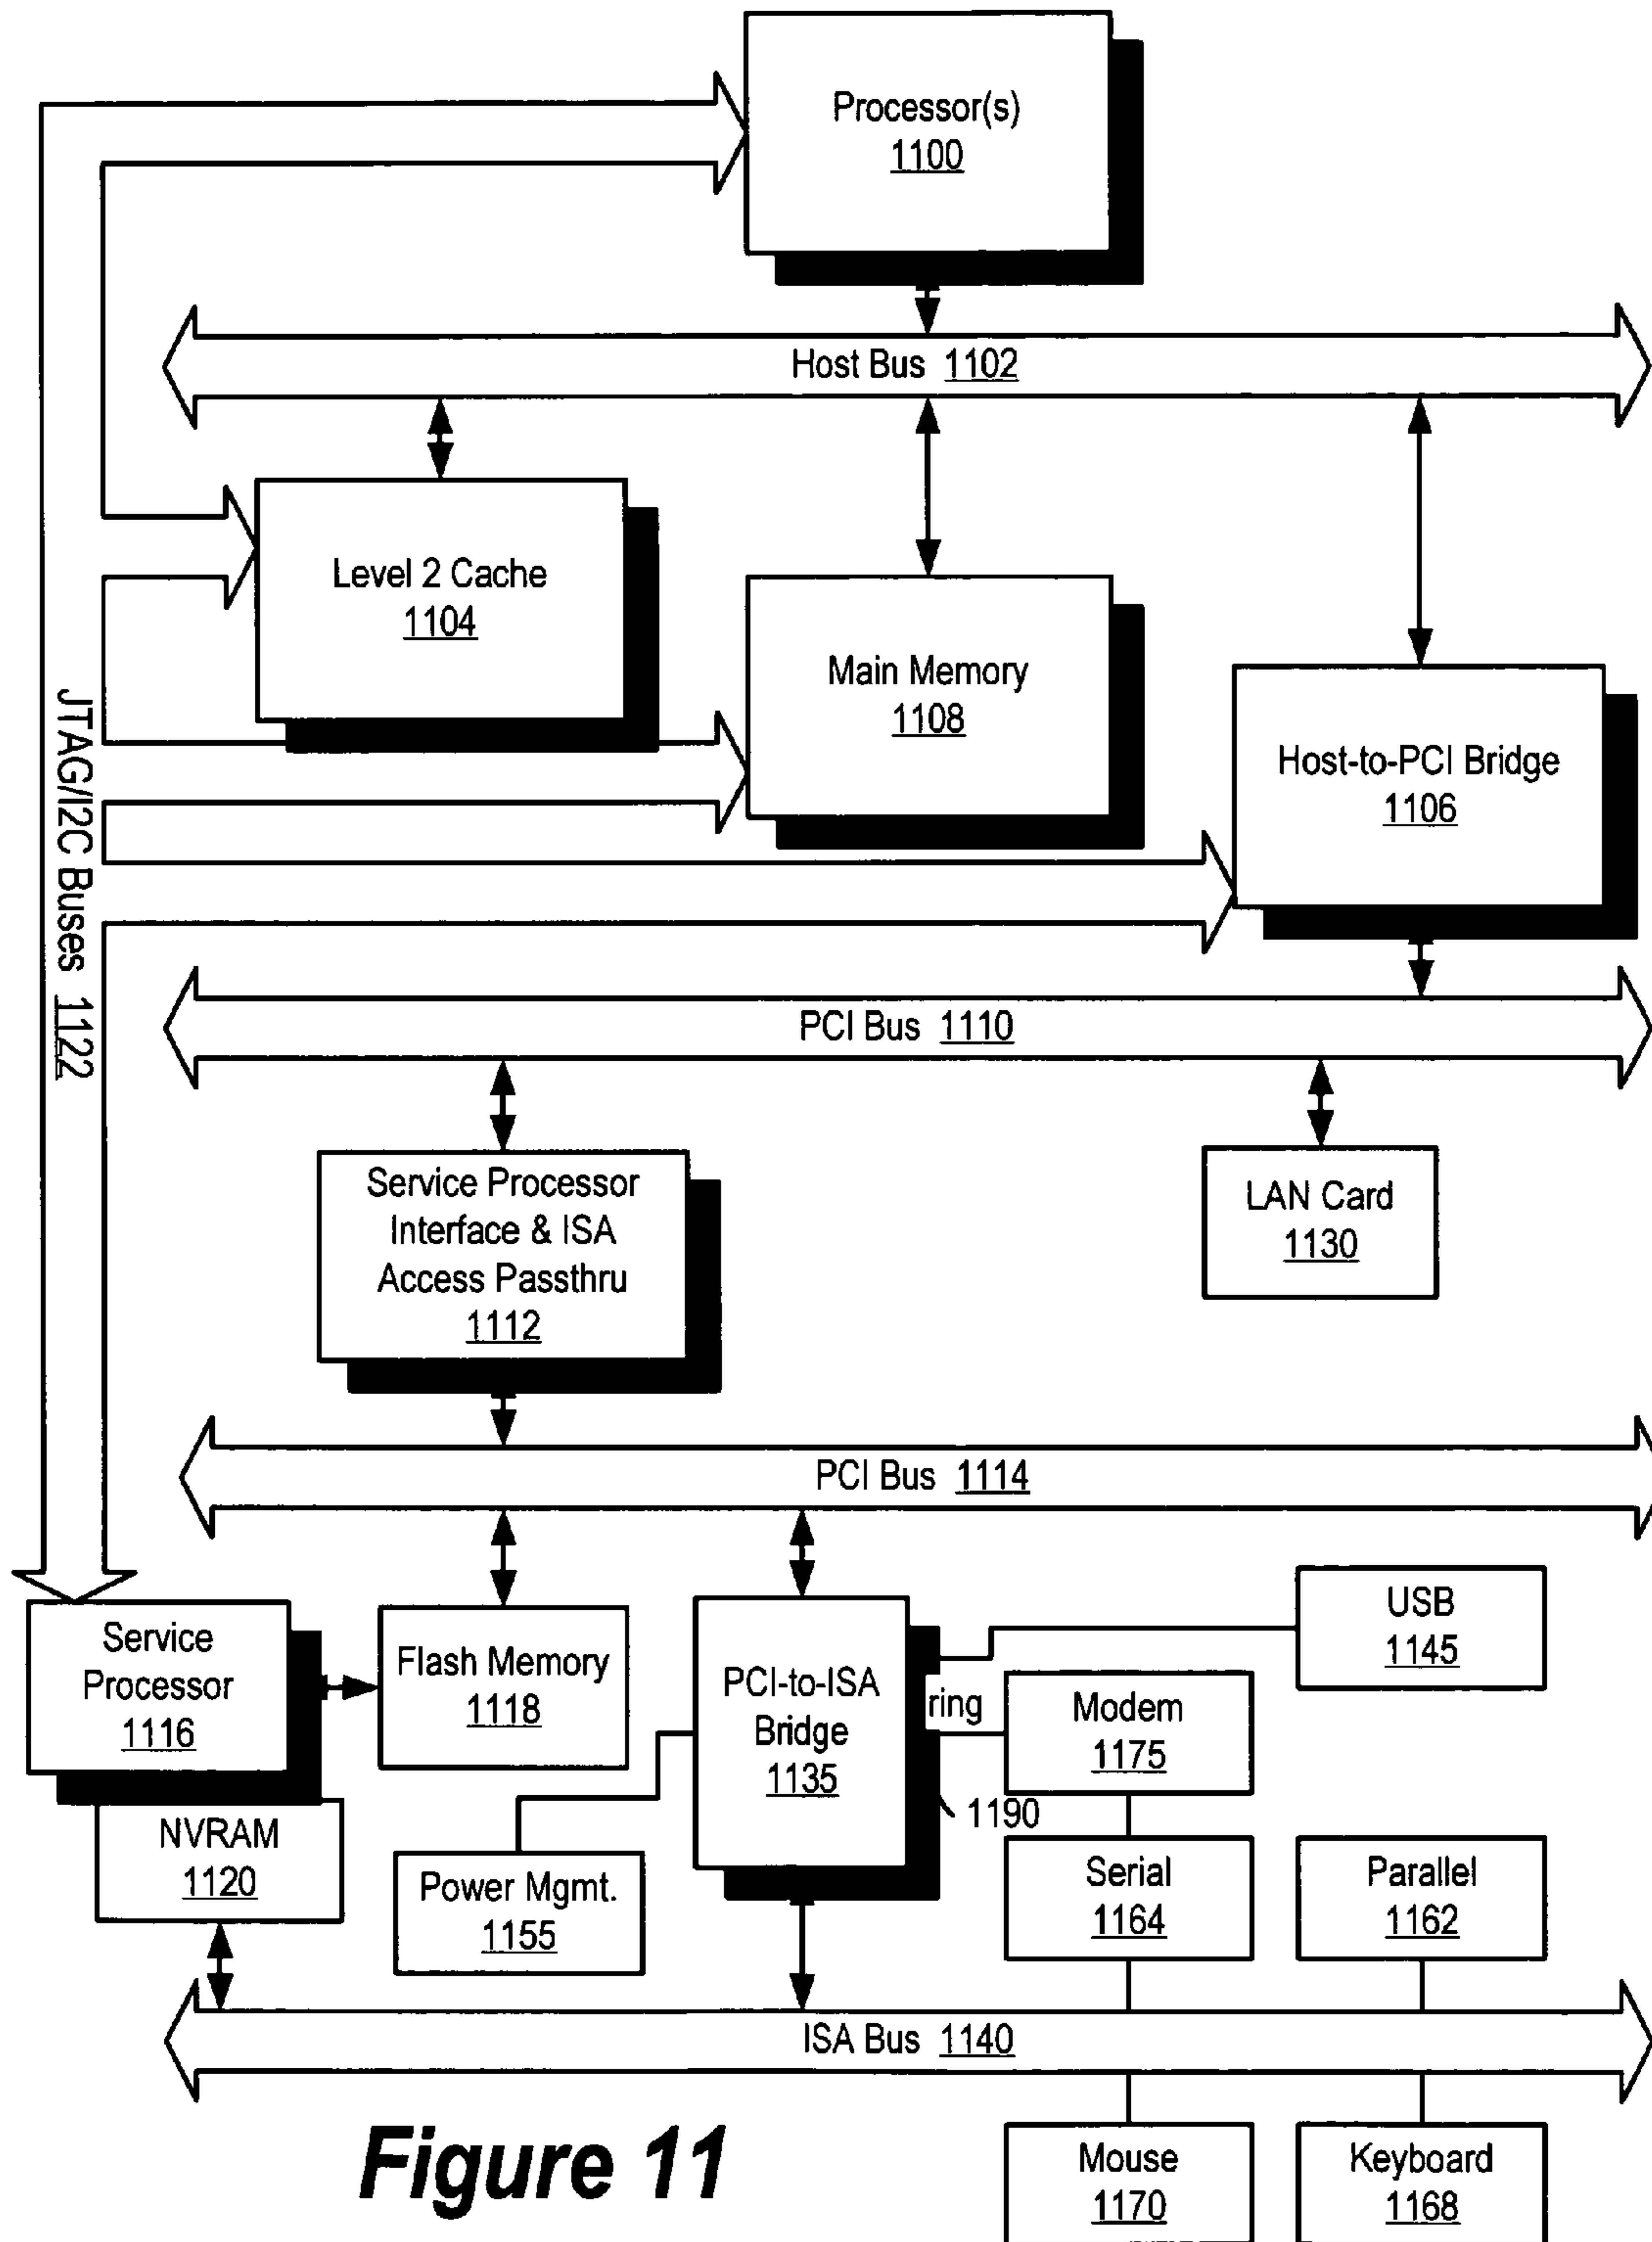 Processor(s)
1100
Host Bus 1102
Level 2 Cache
1104
Main Memory
1108
Host-to-PCI Bridge
1106
JTAG/I2C Buses 1122
PCI Bus 1110
Service Processor
Interface & ISA
Access Passthru
1112
LAN Card
1130
PCI Bus 1114
Service
Processor
1116
Flash Memory
1118
PCI-to-ISA
Bridge
1135
USB
1145
ring
Modem
1175
1190
NVRAM
1120
Power Mgmt.
1155
Serial
1164
Parallel
1162
ISA Bus 1140
Figure 11
Mouse
1170
Keyboard
1168